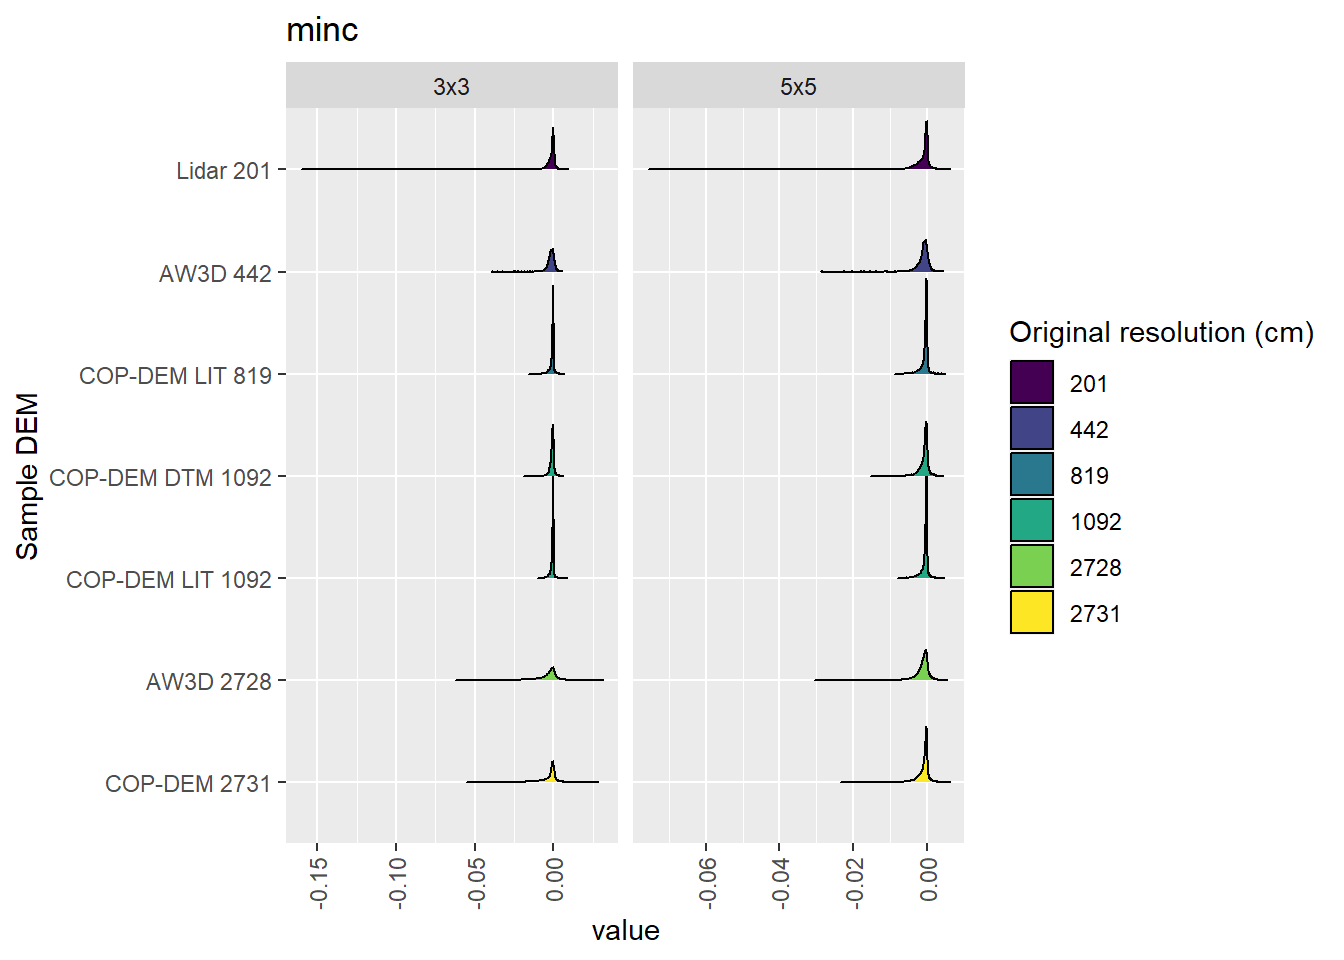 minc
3x3 5x5
Lidar 201
AW3D 442
COP-DEM LIT 819
COP-DEM DTM 1092
COP-DEM LIT 1092
AW3D 2728
COP-DEM 2731
Sample DEM
-0.15 -0.10 -0.05 0.00 -0.06 -0.04 -0.02 0.00
value
Original resolution (cm)
201
442
819
1092
2728
2731